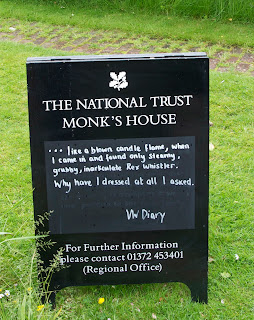 THE NATIONAL TRUST
MONK'S HOUSE
... like a blown candle flame, when
I came in and found only steamy,
grubby, inarticulate Rex Whistler.
Why have I dressed at all I asked.
VW Diary
For Further Information
please contact 01372 453401
(Regional Office)